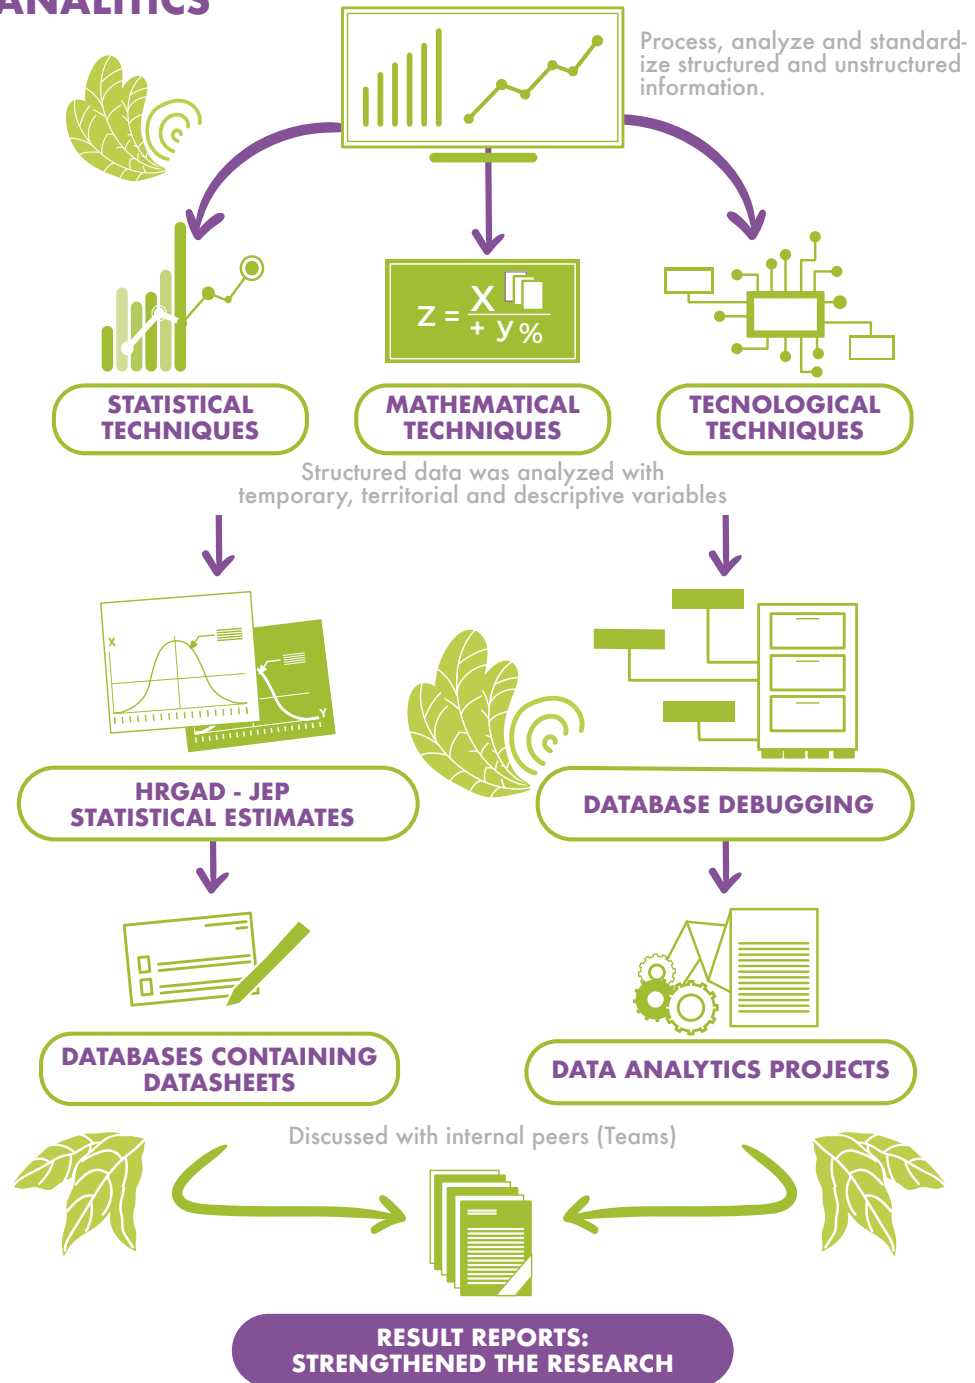 ANALITICS
Process, analyze and standard-
ize structured and unstructured
information.
z = x
+ y %
STATISTICAL
TECHNIQUES
MATHEMATICAL
TECHNIQUES
TECNOLOGICAL
TECHNIQUES
Structured data was analyzed with
temporary, territorial and descriptive variables
X
Y
HRGAD - JEP
STATISTICAL ESTIMATES
DATABASE DEBUGGING
DATABASES CONTAINING
DATASHEETS
DATA ANALYTICS PROJECTS
Discussed with internal peers (Teams)
RESULT REPORTS:
STRENGTHENED THE RESEARCH